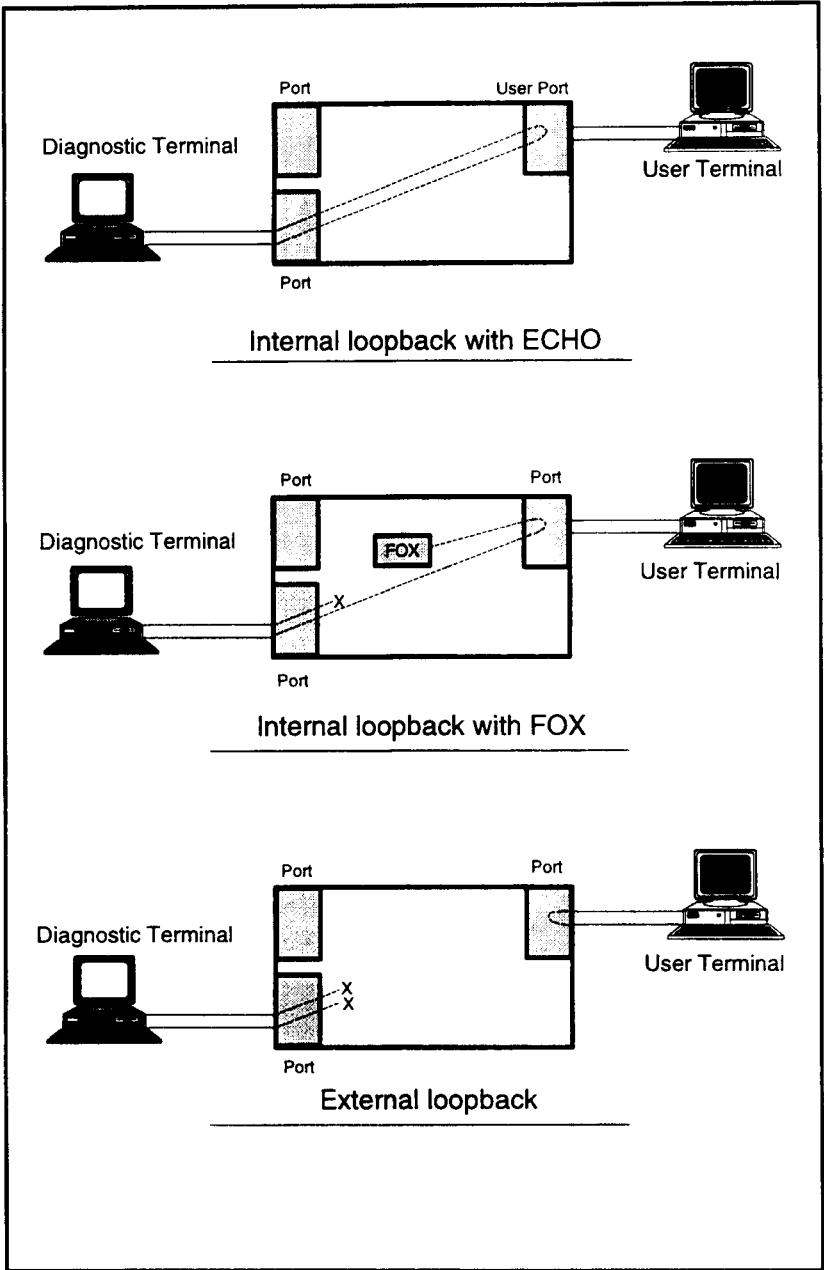 Port
User Port
Diagnostic Terminal
User Terminal
Port
Internal loopback with ECHO
Port
Port
Diagnostic Terminal
FOX
User Terminal
X
Port
Internal loopback with FOX
Port
Port
Diagnostic Terminal
User Terminal
X
X
Port
External loopback